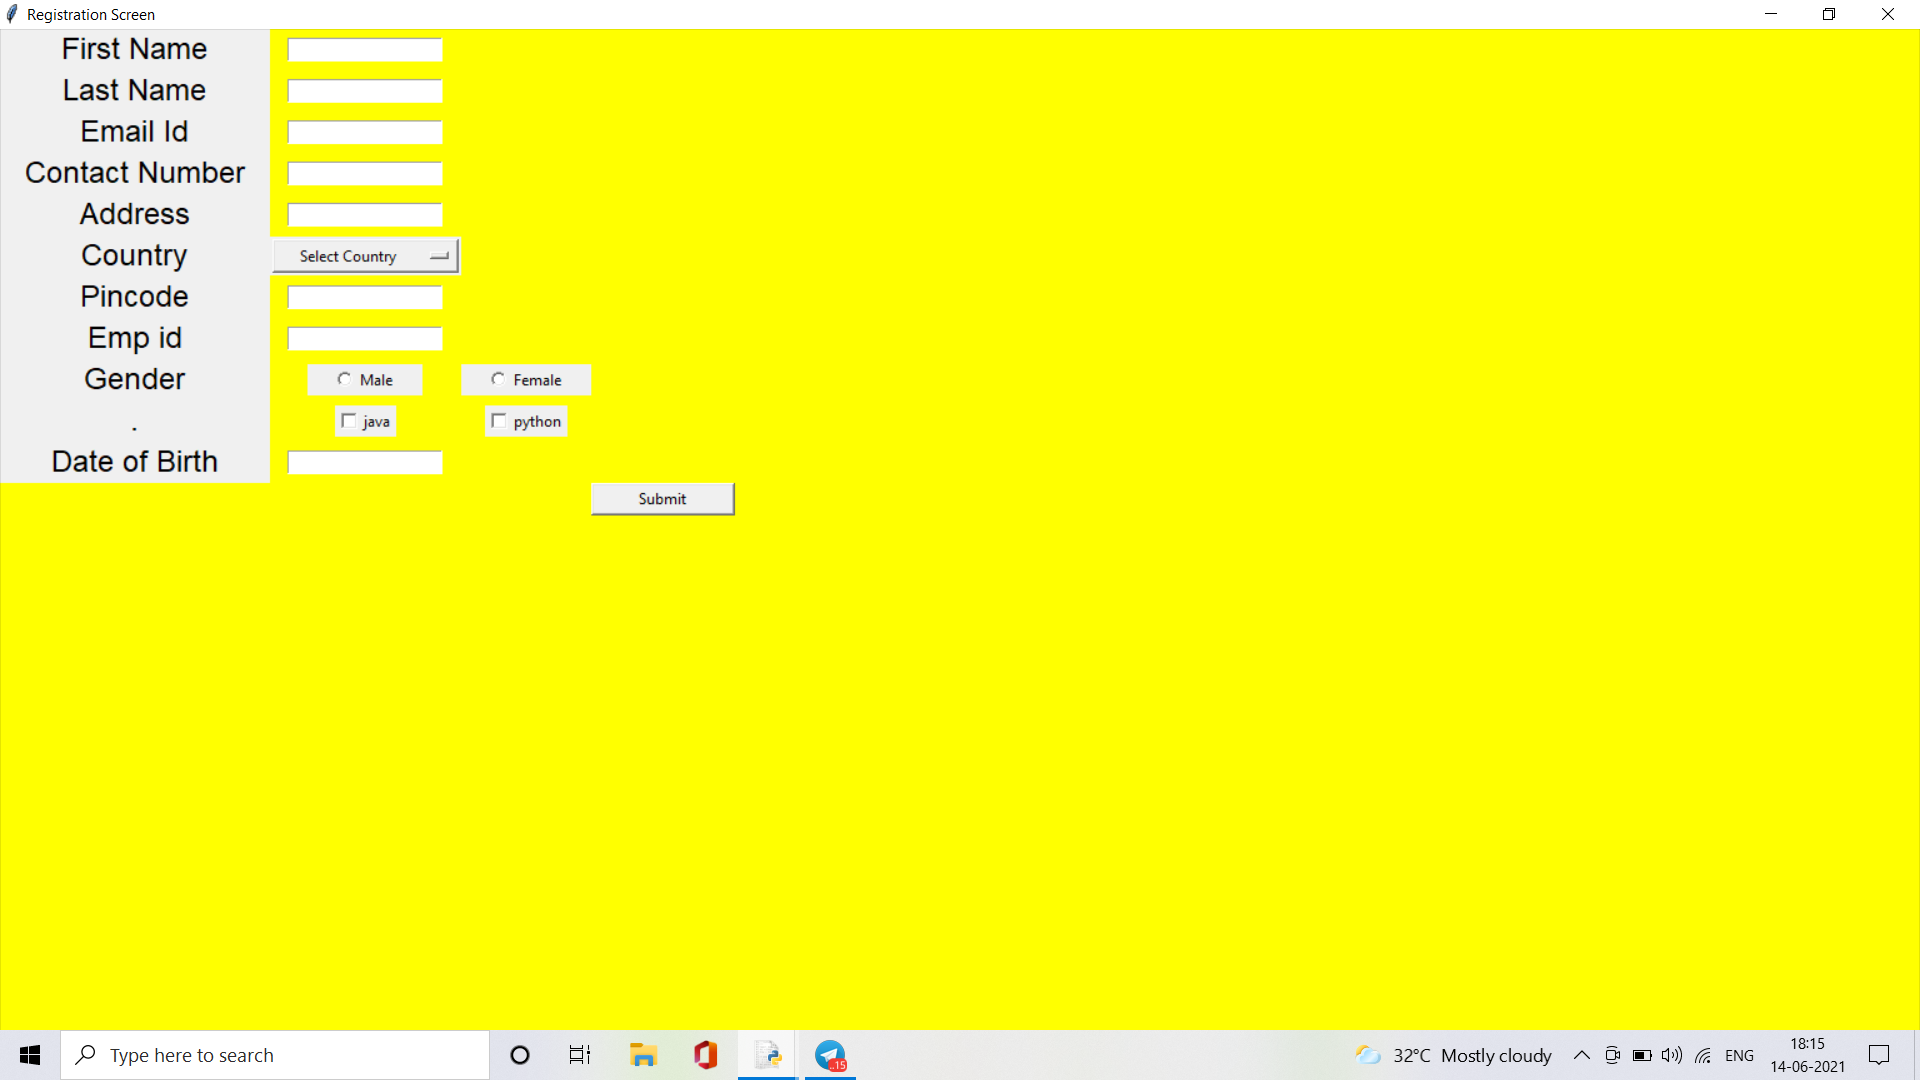 Registration Screen
First Name
Last Name
Email Id
Contact Number
Address
Country Select Country
Pincode
Emp id
Gender Male Female
. java python
Date of Birth
Submit
Type here to search ..15 32°C Mostly cloudy ENG 18:15
14-06-2021